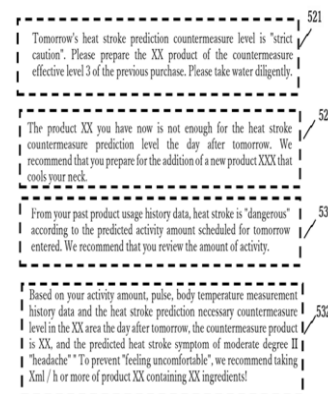 521
Tomorrow's heat stroke prediction countermeasure level is "strict
caution". Please prepare the XX product of the countermeasure
effective level 3 of the previous purchase. Please take water diligently.
52
The product XX you have now is not enough for the heat stroke
countermeasure prediction level the day after tomorrow. We
recommend that you prepare for the addition of a new product XXX that
cools your neck.
53
From your past product usage history data, heat stroke is "dangerous"
according to the predicted activity amount scheduled for tomorrow
entered. We recommend that you review the amount of activity.
532
Based on your activity amount, pulse, body temperature measurement
history data and the heat stroke prediction necessary countermeasure
level in the XX area the day after tomorrow, the countermeasure product
is XX, and the predicted heat stroke symptom of moderate degree II
"headache" " To prevent "feeling uncomfortable", we recommend taking
Xml / h or more of product XX containing XX ingredients!